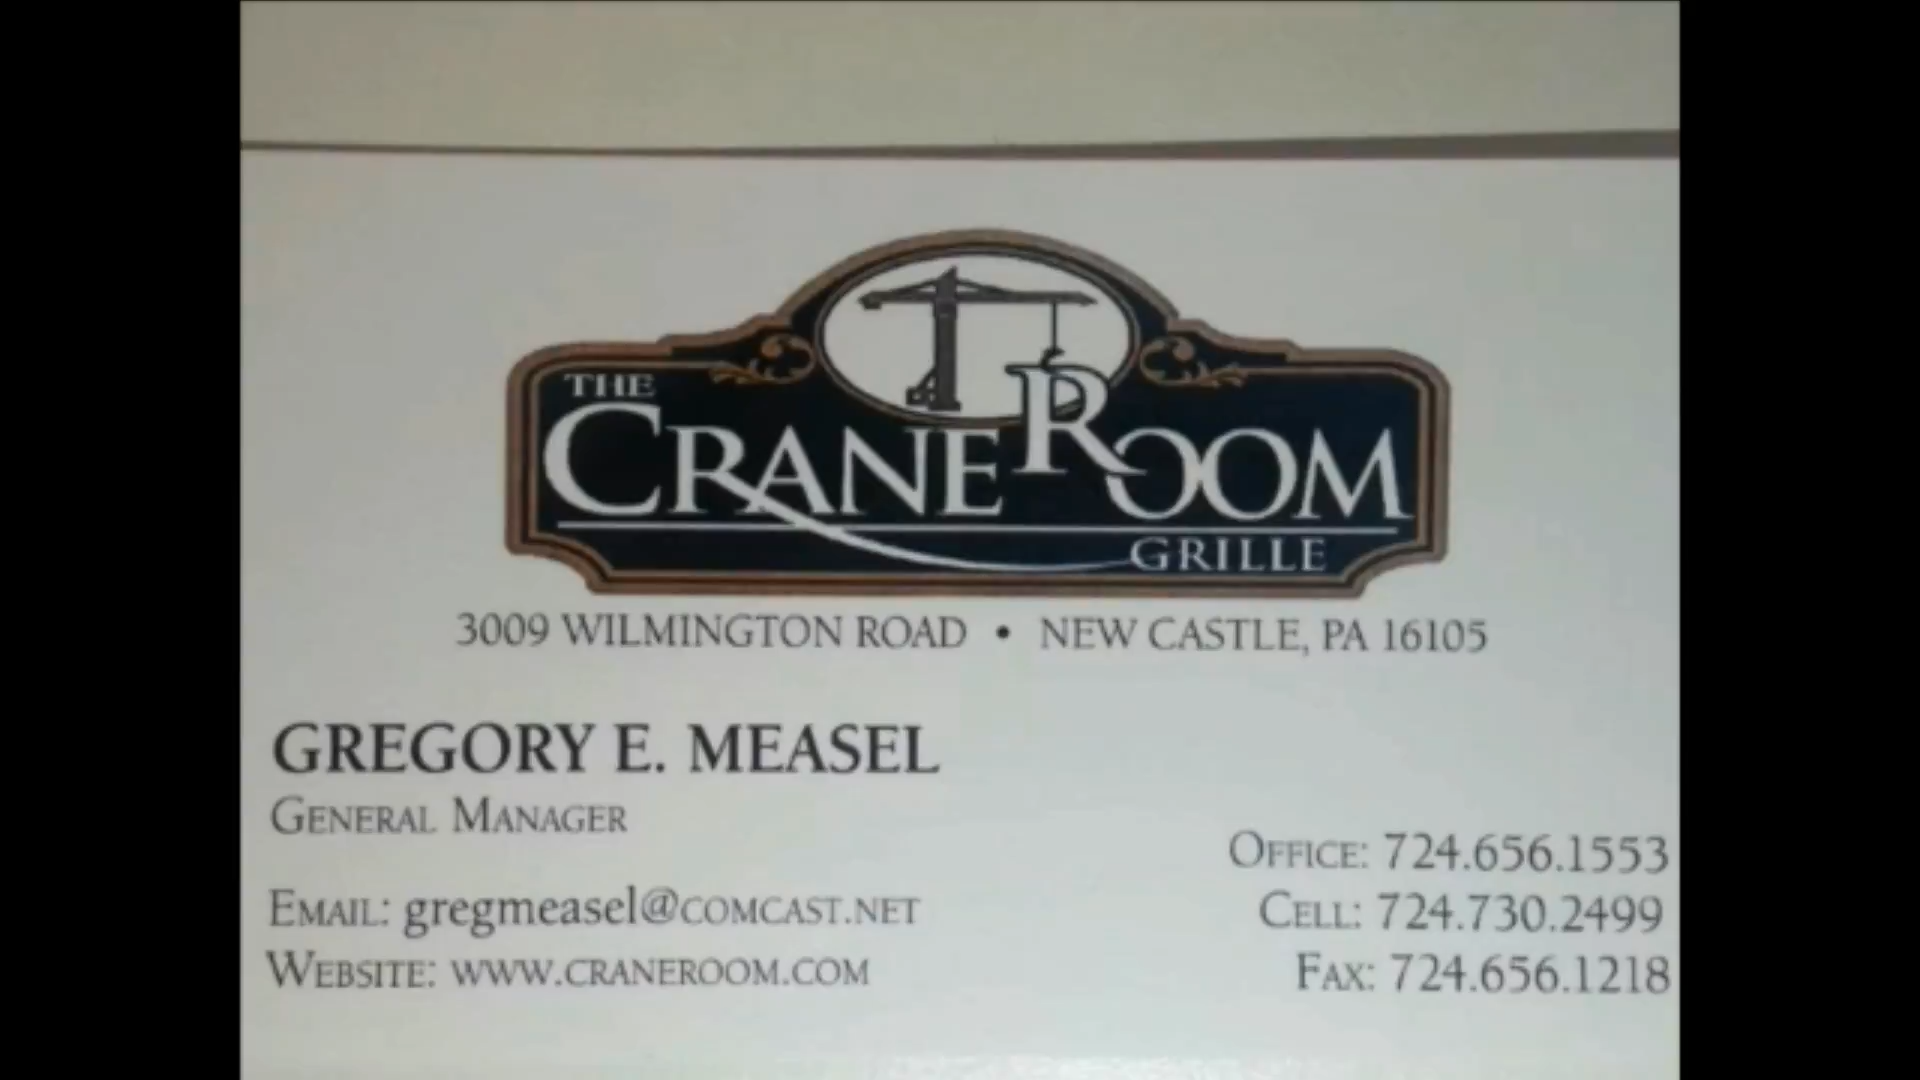 THE
CRANE ROOM
GRILLE
3009 WILMINGTON ROAD • NEW CASTLE, PA 16105
GREGORY E. MEASEL
GENERAL MANAGER
OFFICE: 724.656.1553
EMAIL: gregmeasel@COMCAST.NET
CELL: 724.730.2499
WEBSITE: WWW.CRANEROOM.COM
FAX: 724.656.1218